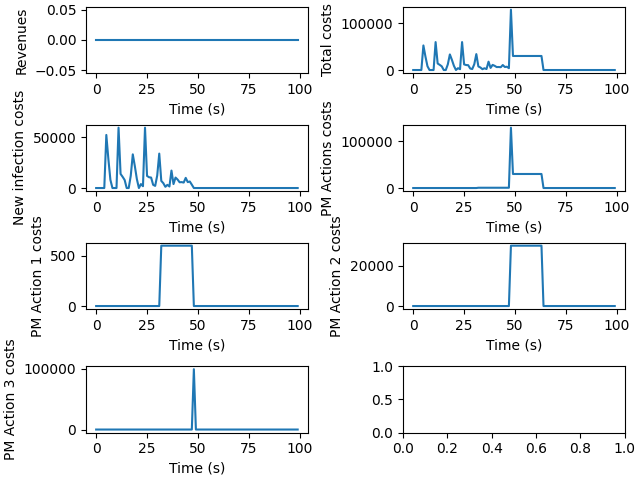 Revenues
0.05
0.00
−0.05
0 25 50 75 100
Time (s)
Total costs
100000
0
0 25 50 75 100
Time (s)
New infection costs
50000
0
0 25 50 75 100
Time (s)
PM Actions costs
100000
0
0 25 50 75 100
Time (s)
PM Action 1 costs
500
0
0 25 50 75 100
Time (s)
PM Action 2 costs
20000
0
0 25 50 75 100
Time (s)
PM Action 3 costs
100000
0
0 25 50 75 100
Time (s)
1.0
0.5
0.0
0.0 0.2 0.4 0.6 0.8 1.0